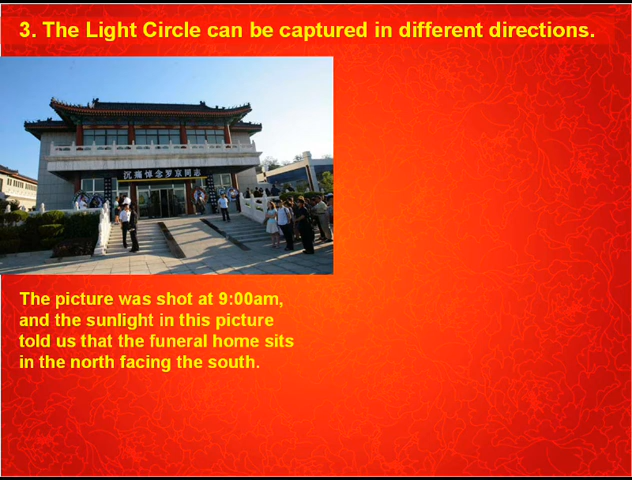 3. The Light Circle can be captured in different directions.
沉痛悼念罗京同志
The picture was shot at 9:00am,
and the sunlight in this picture
told us that the funeral home sits
in the north facing the south.